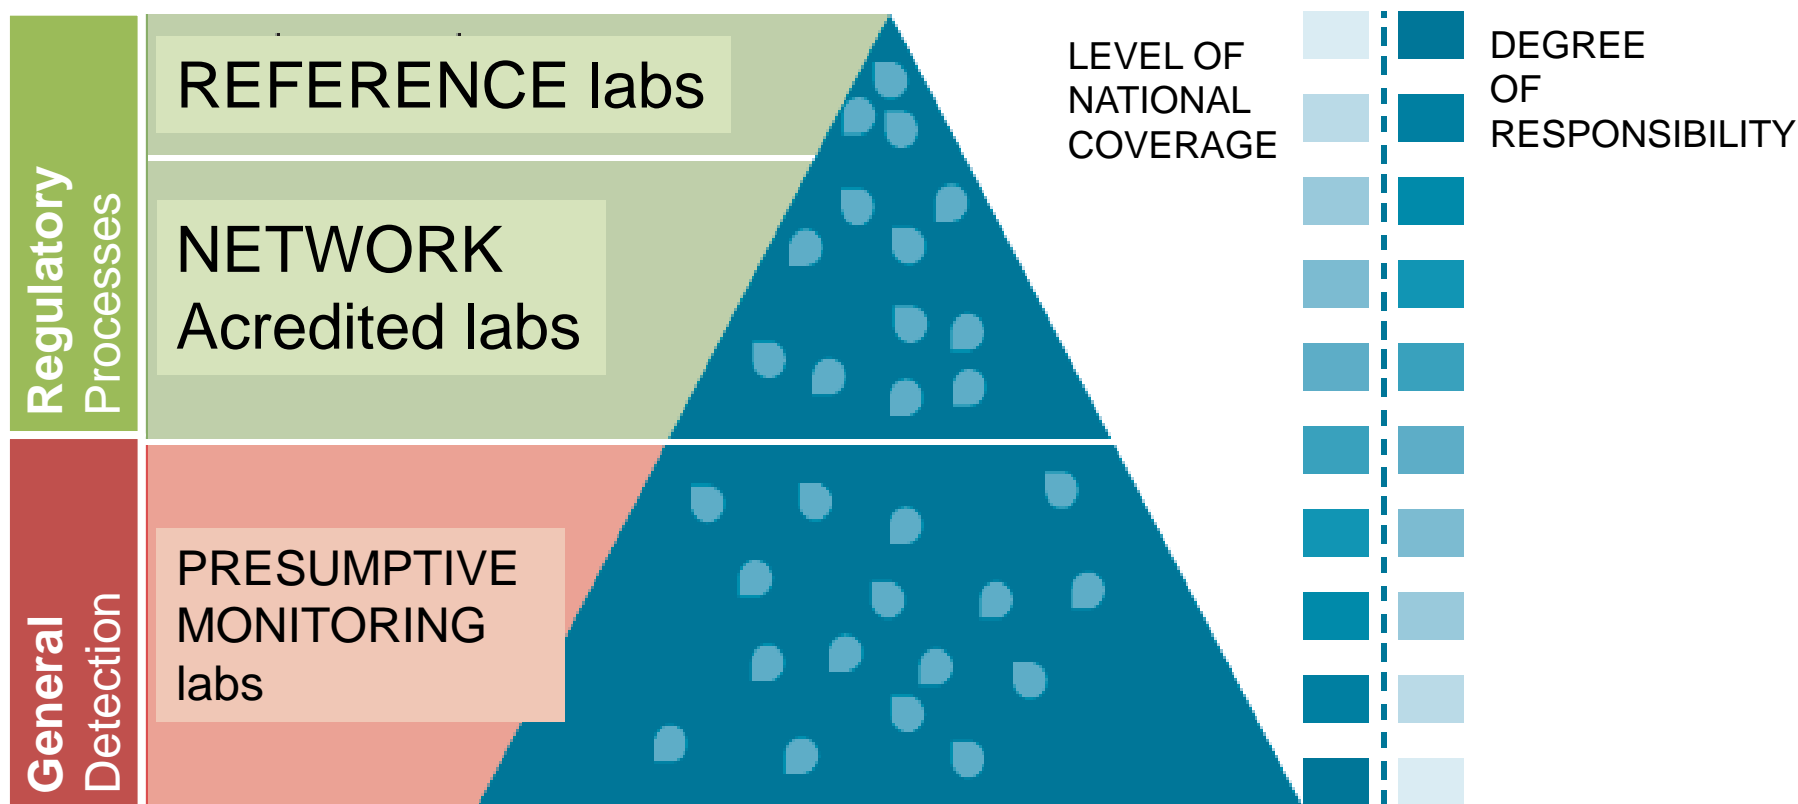 Regulatory
Processes
General
Detection
REFERENCE labs
NETWORK
Acredited labs
PRESUMPTIVE
MONITORING
labs
LEVEL OF
NATIONAL
COVERAGE
DEGREE
OF
RESPONSIBILITY